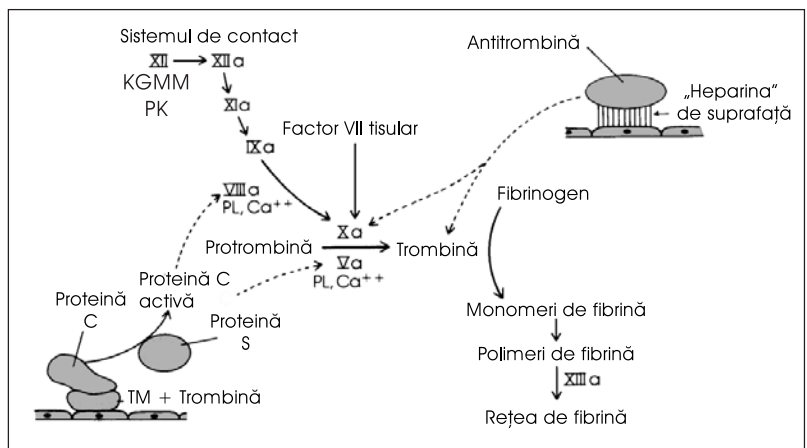 Sistemul de contact
XII XIIa
KGMM
PK
XIa
IXa
Factor VII tisular
Antitrombină
„Heparina”
de suprafață
VIIIa
PL, Ca++
Xa
Protrombină Trombină
Va
PL, Ca++
Fibrinogen
Proteină C
activă
Proteină
C
Proteină
S
TM + Trombină
Monomeri de fibrină
Polimeri de fibrină
XIIIa
Rețea de fibrină